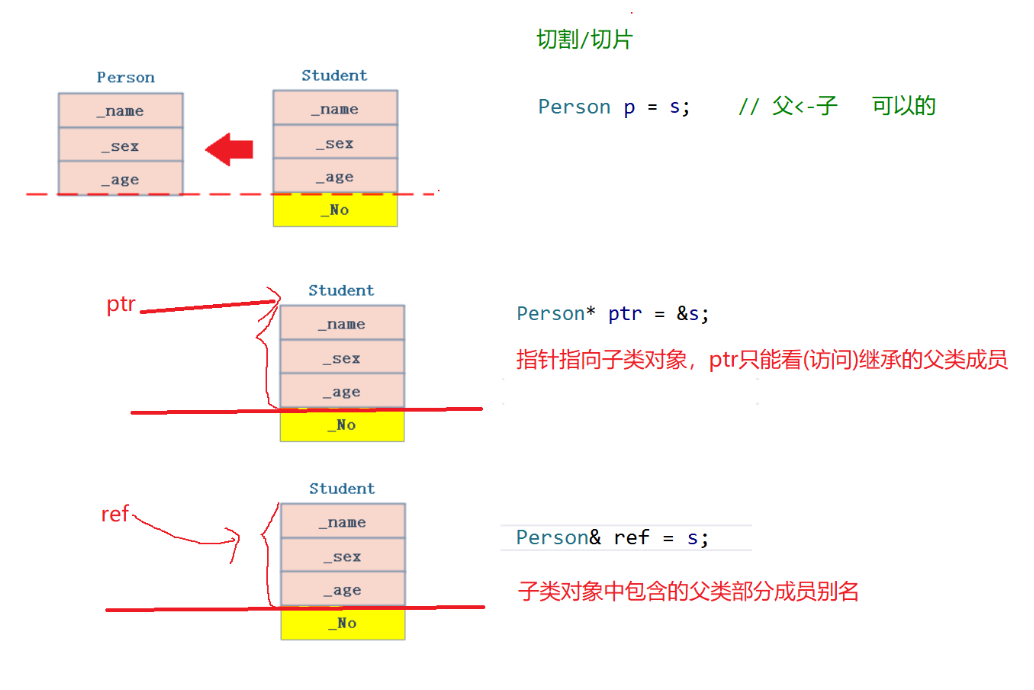 切割/切片
Person
Student
_name
_sex
_age
_name
_sex
_age
_No
Person p = s; // 父<-子 可以的
ptr
Student
_name
_sex
_age
_No
Person* ptr = &s;
指针指向子类对象，ptr只能看(访问)继承的父类成员
ref
Student
_name
_sex
_age
_No
Person& ref = s;
子类对象中包含的父类部分成员别名